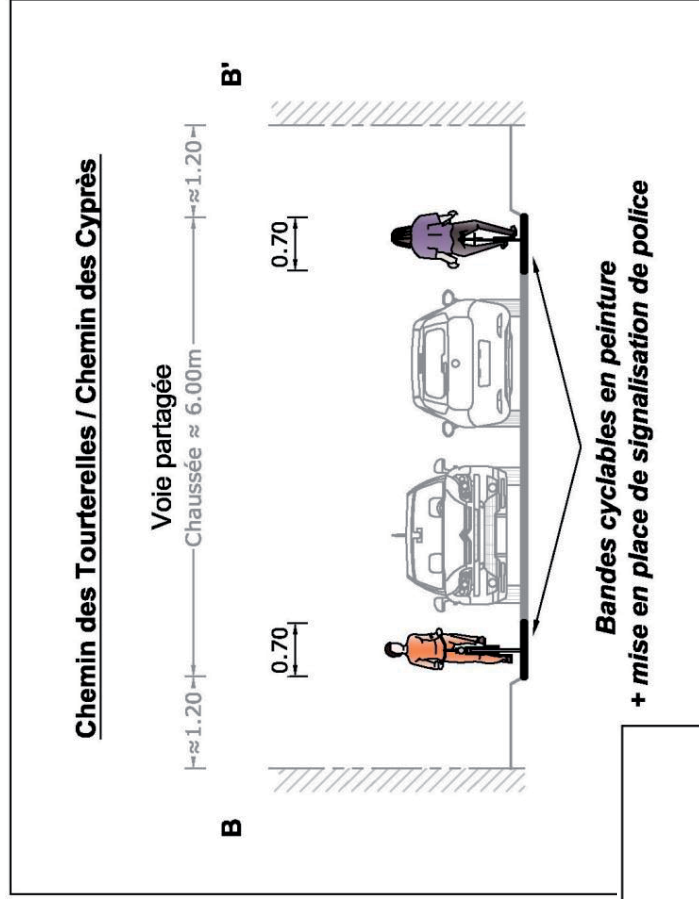 Chemin des Tourterelles / Chemin des Cyprès
Voie partagée
B
≈1.20
Chaussée ≈ 6.00m
≈1.20
B'
0.70
0.70
Bandes cyclables en peinture
+ mise en place de signalisation de police